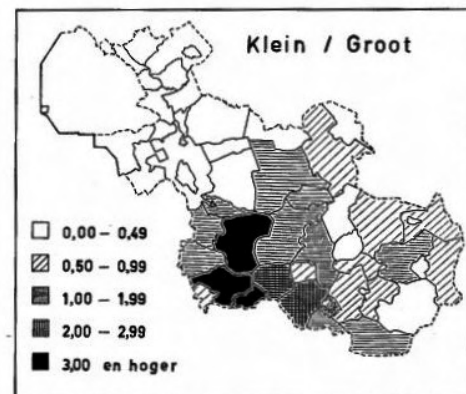 Klein / Groot
0,00 – 0,49
0,50 – 0,99
1,00 – 1,99
2,00 – 2,99
3,00 en hoger